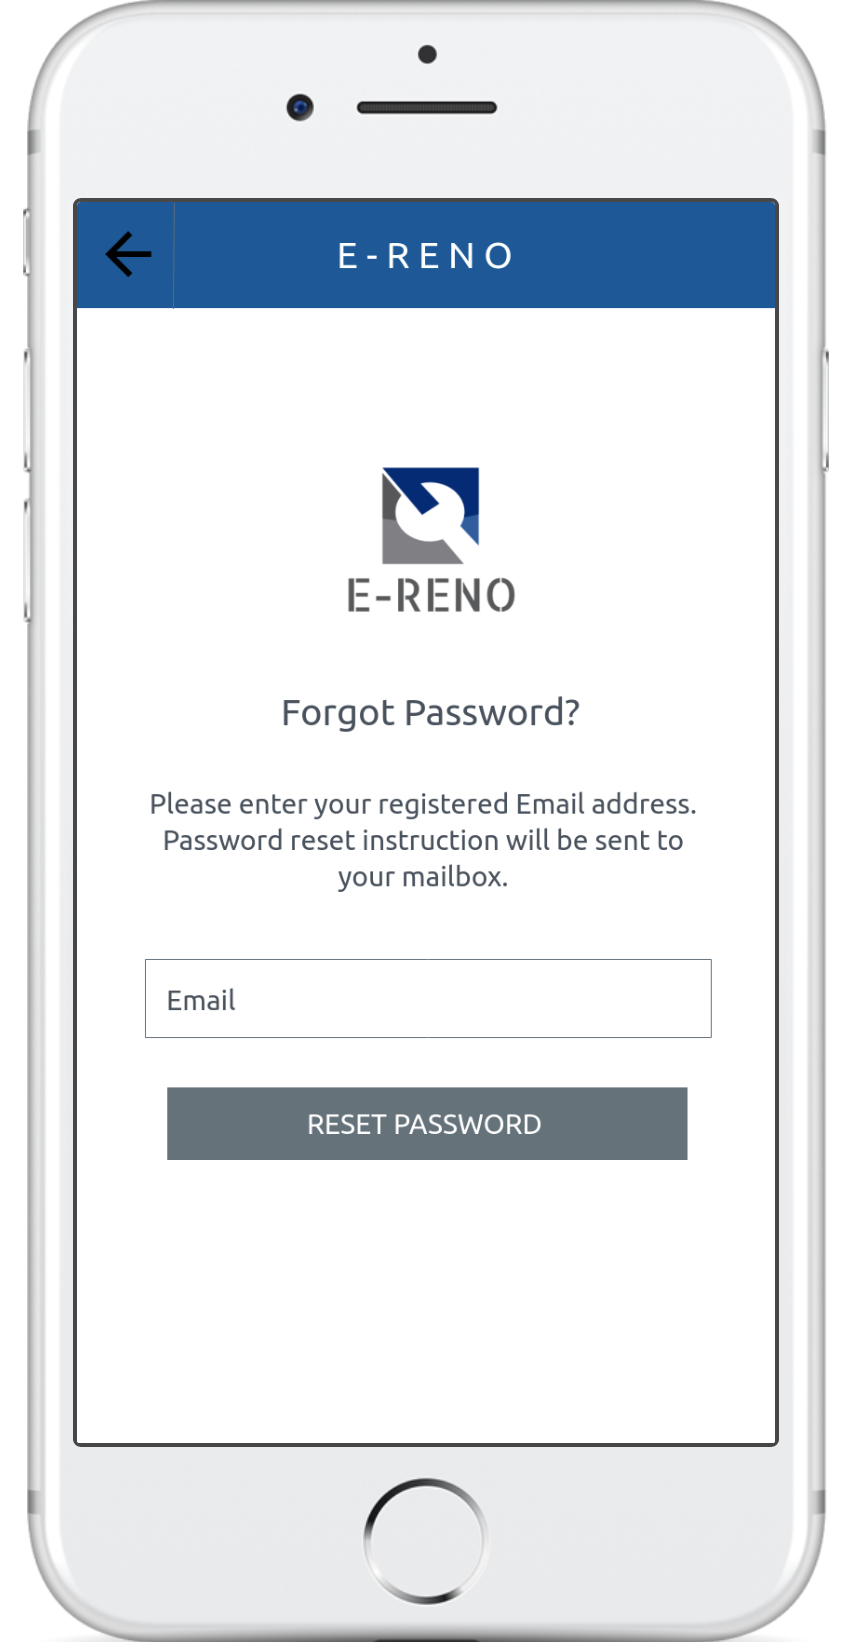 E-RENO
E-RENO
Forgot Password?
Please enter your registered Email address.
Password reset instruction will be sent to
your mailbox.
Email
RESET PASSWORD